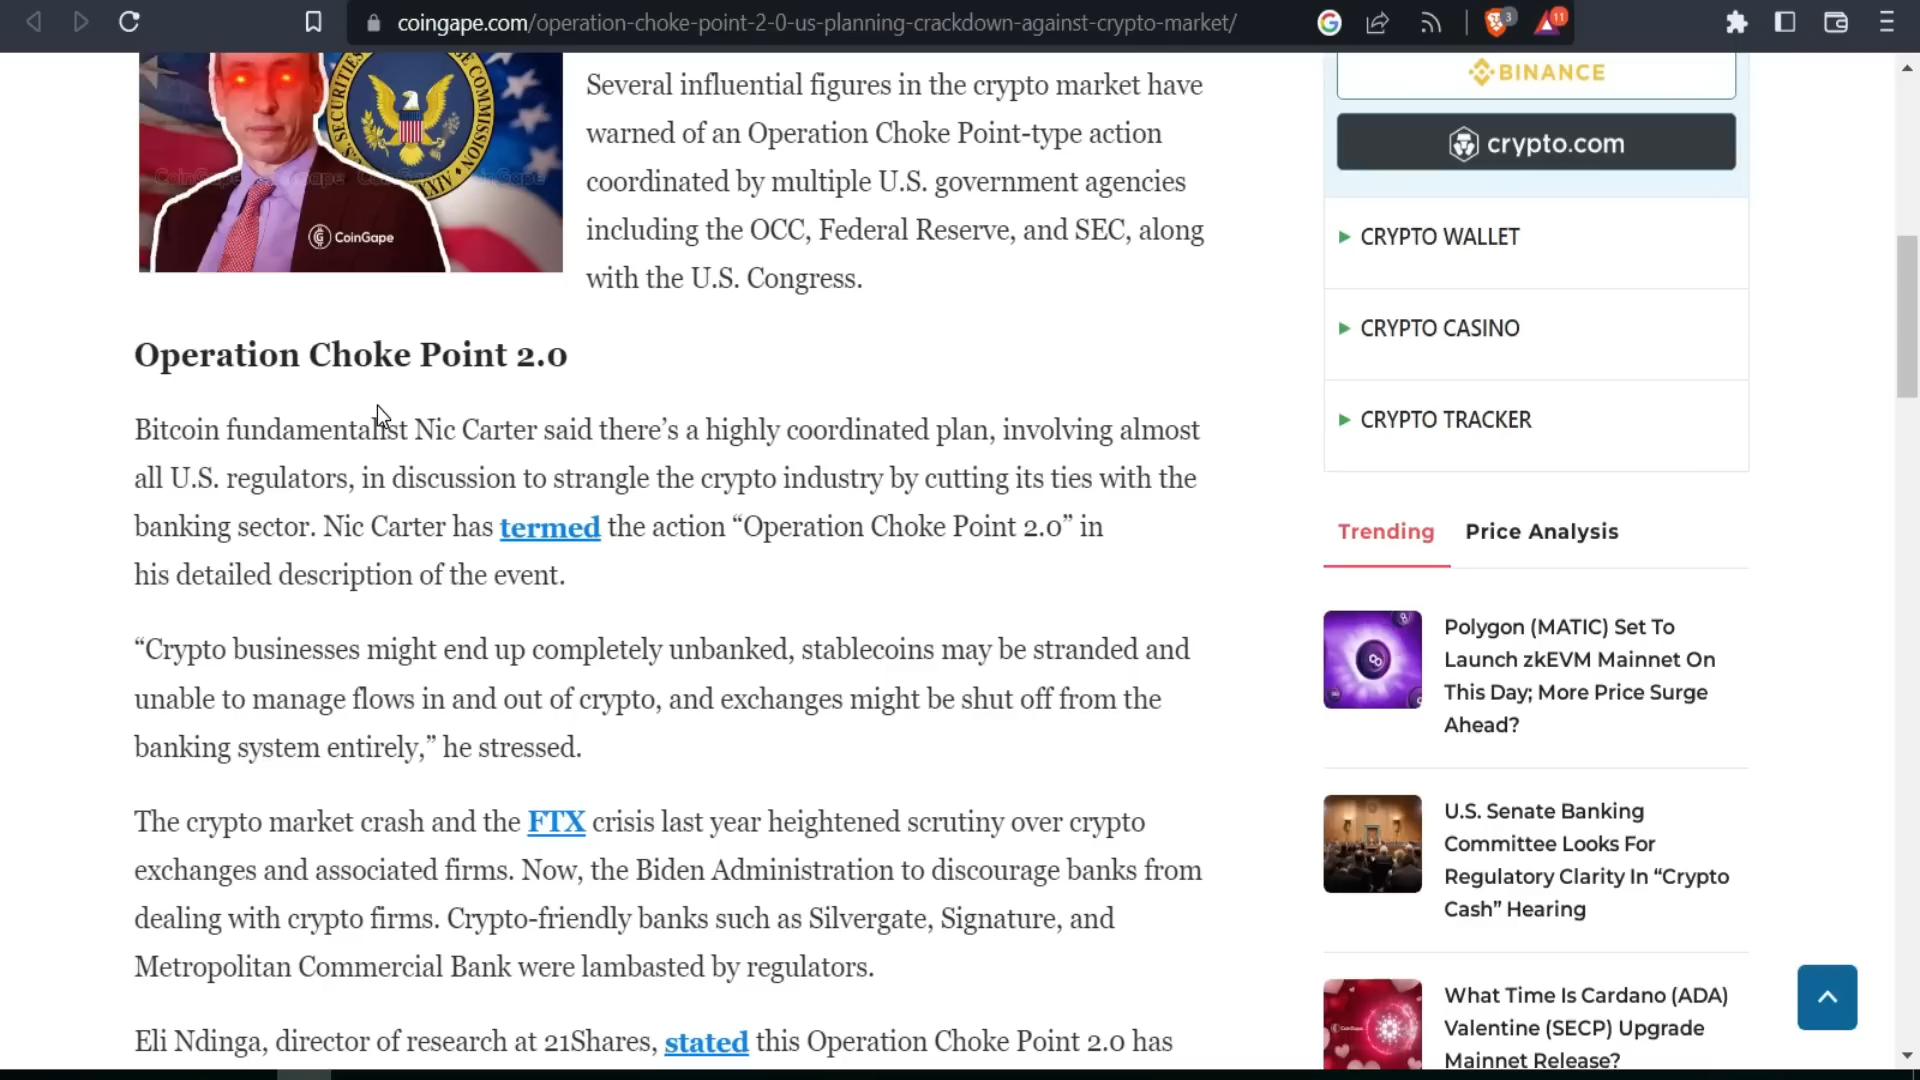 coingape.com/operation-choke-point-2-0-us-planning-crackdown-against-crypto-market/
3
11
SECURITIES
E COMMISSION
CoinGape
Several influential figures in the crypto market have
warned of an Operation Choke Point-type action
coordinated by multiple U.S. government agencies
including the OCC, Federal Reserve, and SEC, along
with the U.S. Congress.
Operation Choke Point 2.0
Bitcoin fundamentalist Nic Carter said there’s a highly coordinated plan, involving almost
all U.S. regulators, in discussion to strangle the crypto industry by cutting its ties with the
banking sector. Nic Carter has termed the action “Operation Choke Point 2.0” in
his detailed description of the event.
“Crypto businesses might end up completely unbanked, stablecoins may be stranded and
unable to manage flows in and out of crypto, and exchanges might be shut off from the
banking system entirely,” he stressed.
The crypto market crash and the FTX crisis last year heightened scrutiny over crypto
exchanges and associated firms. Now, the Biden Administration to discourage banks from
dealing with crypto firms. Crypto-friendly banks such as Silvergate, Signature, and
Metropolitan Commercial Bank were lambasted by regulators.
Eli Ndinga, director of research at 21Shares, stated this Operation Choke Point 2.0 has
BINANCE
crypto.com
CRYPTO WALLET
CRYPTO CASINO
CRYPTO TRACKER
Trending Price Analysis
Polygon (MATIC) Set To
Launch zkEVM Mainnet On
This Day; More Price Surge
Ahead?
U.S. Senate Banking
Committee Looks For
Regulatory Clarity In “Crypto
Cash” Hearing
What Time Is Cardano (ADA)
Valentine (SECP) Upgrade
Mainnet Release?